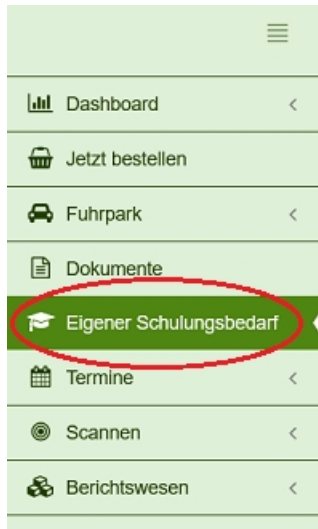 Dashboard
Jetzt bestellen
Fuhrpark
Dokumente
Eigener Schulungsbedarf
Termine
Scannen
Berichtswesen